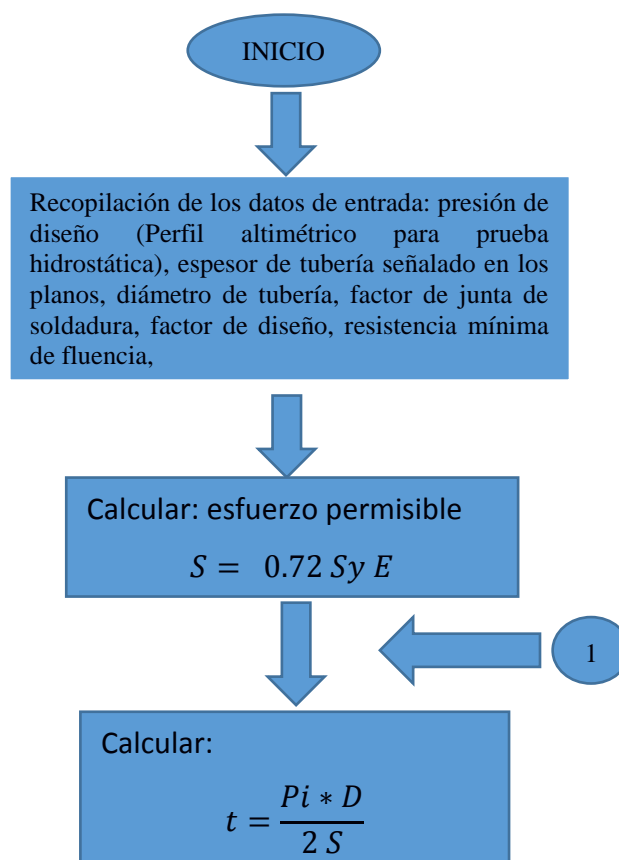 INICIO
Recopilación de los datos de entrada: presión de
diseño (Perfil altimétrico para prueba
hidrostática), espesor de tubería señalado en los
planos, diámetro de tubería, factor de junta de
soldadura, factor de diseño, resistencia mínima
de fluencia,
Calcular: esfuerzo permisible
S = 0.72 Sy E
1
Calcular:
t = Pi * D / 2 S